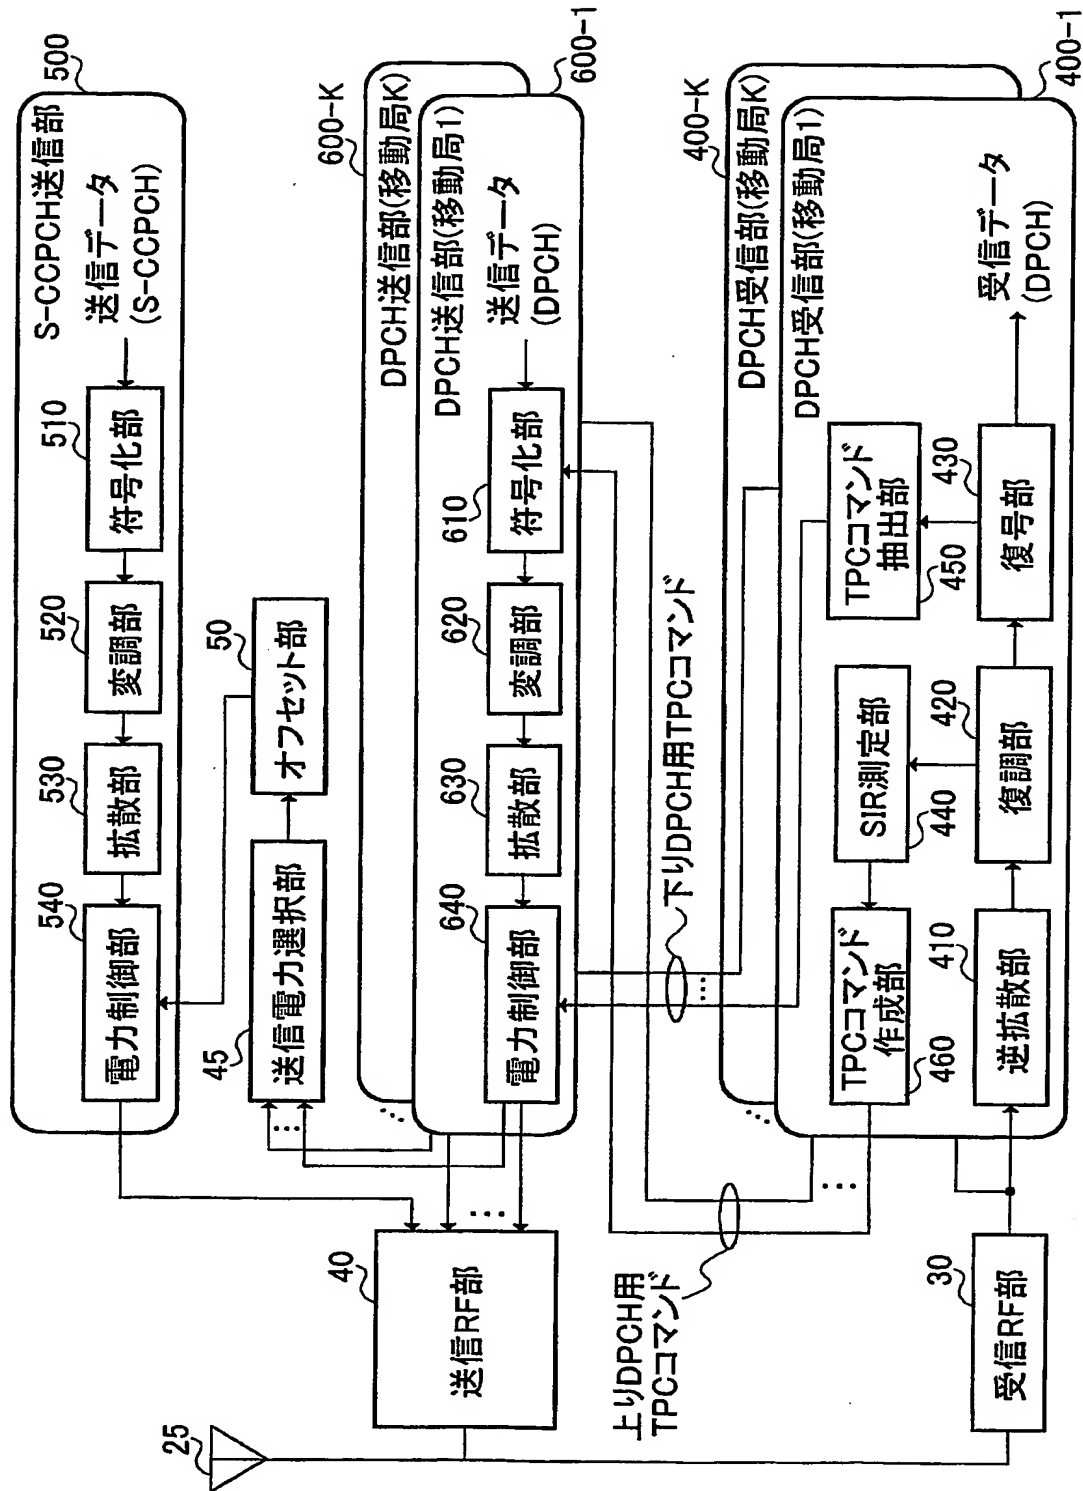 500
S-CCPCH送信部
送信データ
(S-CCPCH)
510
符号化部
520
変調部
530
拡散部
540
電力制御部
50
オフセット部
45
送信電力選択部
600-K
DPCH送信部(移動局K)
600-1
DPCH送信部(移動局1)
送信データ
(DPCH)
610
符号化部
620
変調部
630
拡散部
640
電力制御部
下りDPCH用TPCコマンド
上りDPCH用
TPCコマンド
400-K
DPCH受信部(移動局K)
400-1
DPCH受信部(移動局1)
受信データ
(DPCH)
TPCコマンド
抽出部
450
430
復号部
SIR測定部
440
420
復調部
TPCコマンド
作成部
460
410
逆拡散部
40
送信RF部
30
受信RF部
25